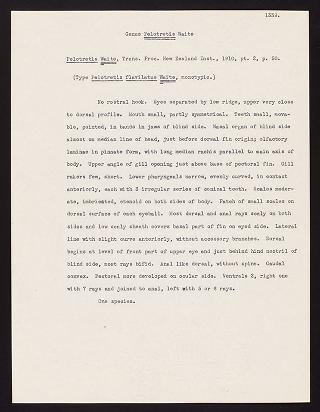 1339.
Genus Pelotretis Waite
Pelotretis Waite, Trans. Proc. New Zealand Inst., 1910, pt. 2, p. 50.
(Type Pelotretis flavilatus Waite, monotypic.)
No rostral hook. Eyes separated by low ridge, upper very close
to dorsal profile. Mouth small, partly symmetrical. Teeth small, mova-
ble, pointed, in bands in jaws of blind side. Nasal organ of blind side
almost on median line of head, just before dorsal fin origin; olfactory
laminae in pinnate form, with long median rachis parallel to main axis of
body. Upper angle of gill opening just above base of pectoral fin. Gill
rakers few, short. Lower pharyngeals narrow, evenly curved, in contact
anteriorly, each with 3 irregular series of conical teeth. Scales moder-
ate, imbricated, ctenoid on both sides of body. Patch of small scales on
dorsal surface of each eyeball. Most dorsal and anal rays scaly on both
sides and low scaly sheath covers basal part of fin on eyed side. Lateral
line with slight curve anteriorly, without accessory branches. Dorsal
begins at level of front part of upper eye and just behind hind nostril of
blind side, most rays bifid. Anal like dorsal, without spine. Caudal
convex. Pectoral more developed on ocular side. Ventrals 2, right one
with 7 rays and joined to anal, left with 5 or 6 rays.
One species.